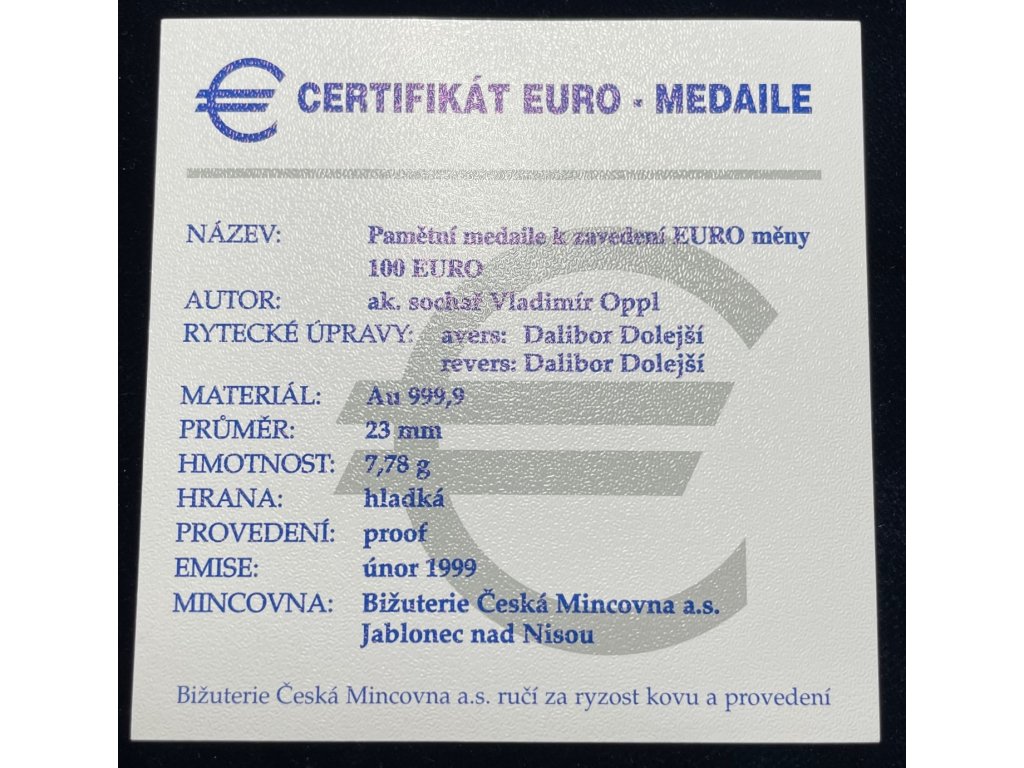 € CERTIFIKÁT EURO - MEDAILE
NÁZEV: Pamětní medaile k zavedení EURO měny
100 EURO
AUTOR: ak. sochař Vladimír Oppl
RYTECKÉ ÚPRAVY: avers: Dalibor Dolejší
revers: Dalibor Dolejší
MATERIÁL: Au 999,9
PRŮMĚR: 23 mm
HMOTNOST: 7,78 g
HRANA: hladká
PROVEDENÍ: proof
EMISE: únor 1999
MINCOVNA: Bižuterie Česká Mincovna a.s.
Jablonec nad Nisou
Bižuterie Česká Mincovna a.s. ručí za ryzost kovu a provedení